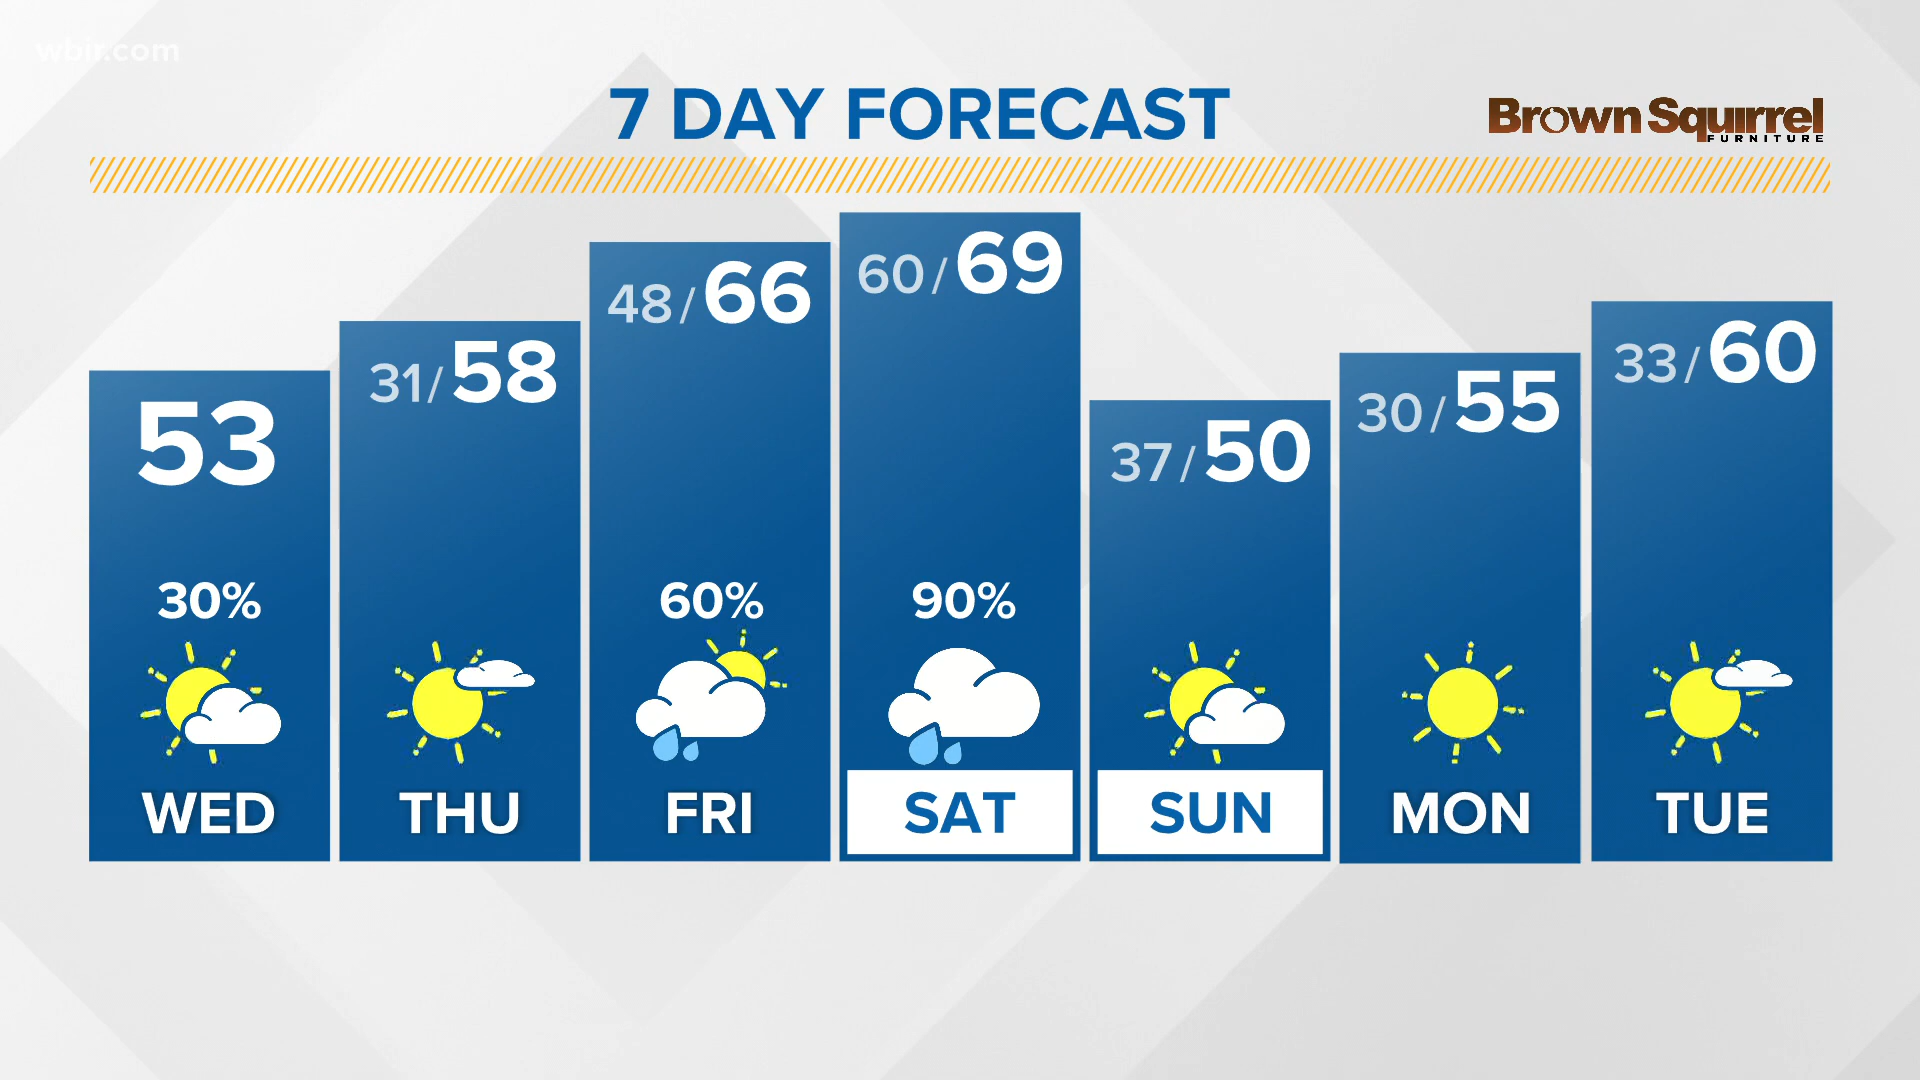 wbir.com
7 DAY FORECAST
Brown Squirrel
FURNITURE
53
30%
WED
31/58
THU
48/66
60%
FRI
60/69
90%
SAT
37/50
SUN
30/55
MON
33/60
TUE